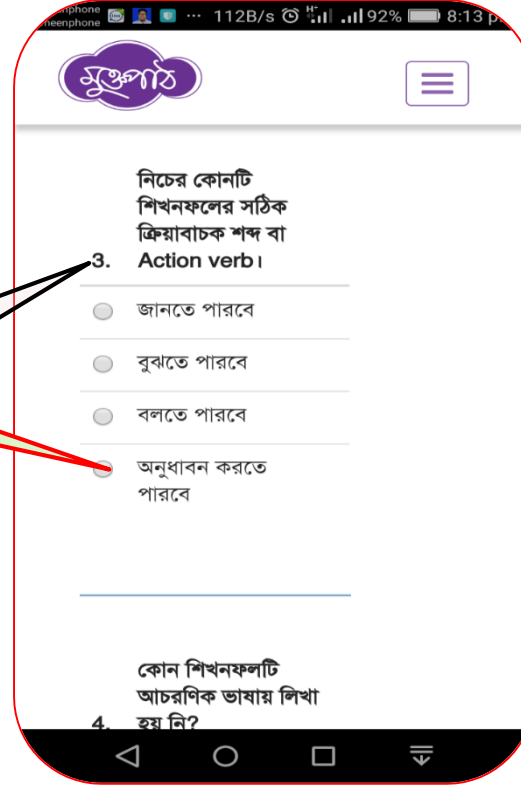 112B/s 92% 8:13 p
মুক্তপাঠ
নিচের কোনটি
শিখনফলের সঠিক
ক্রিয়াবাচক শব্দ বা
3. Action verb।
জানতে পারবে
বুঝতে পারবে
বলতে পারবে
অনুধাবন করতে
পারবে
কোন শিখনফলটি
আচরণিক ভাষায় লিখা
4. হয় নি?